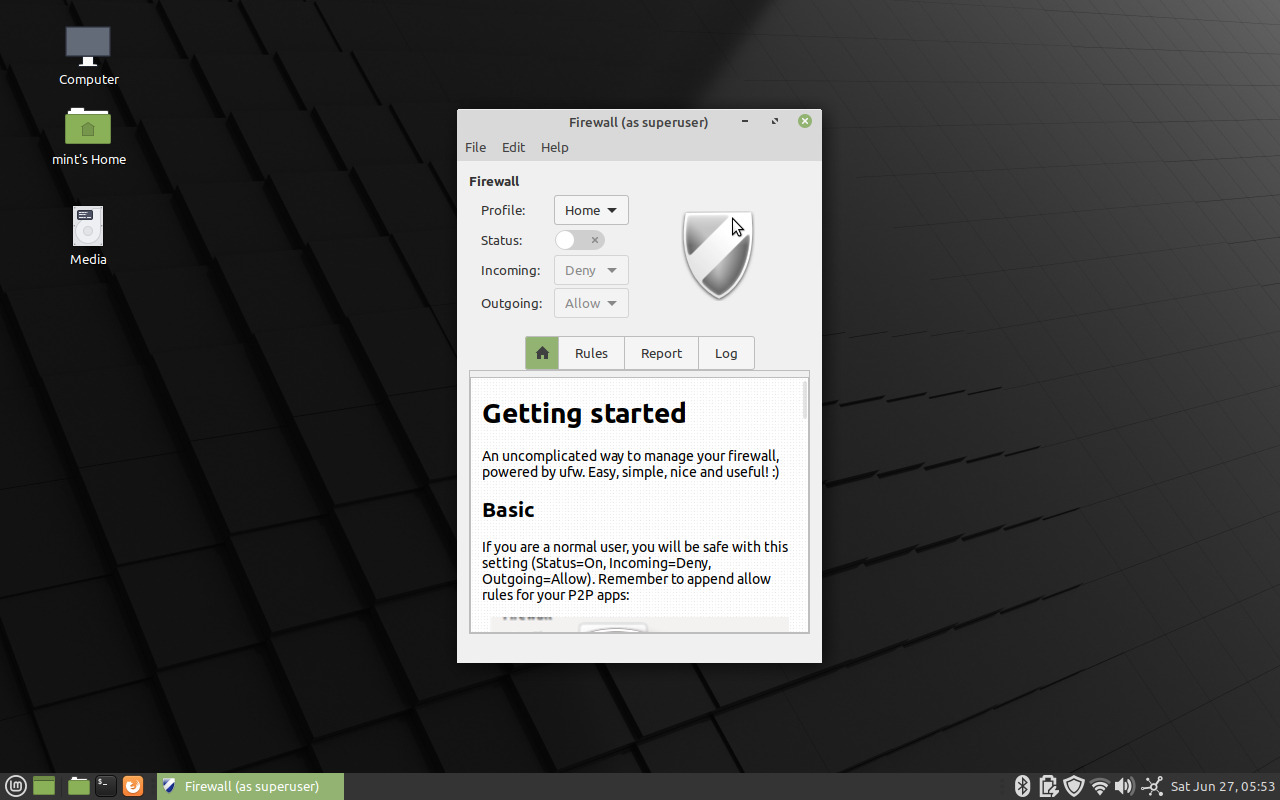 Computer
mint's Home
Media
Firewall (as superuser)
File Edit Help
Firewall
Profile: Home
Status:
Incoming: Deny
Outgoing: Allow
Rules Report Log
Getting started
An uncomplicated way to manage your firewall,
powered by ufw. Easy, simple, nice and useful! :)
Basic
If you are a normal user, you will be safe with this
setting (Status=On, Incoming=Deny,
Outgoing=Allow). Remember to append allow
rules for your P2P apps:
Firewall (as superuser)
Sat Jun 27, 05:53